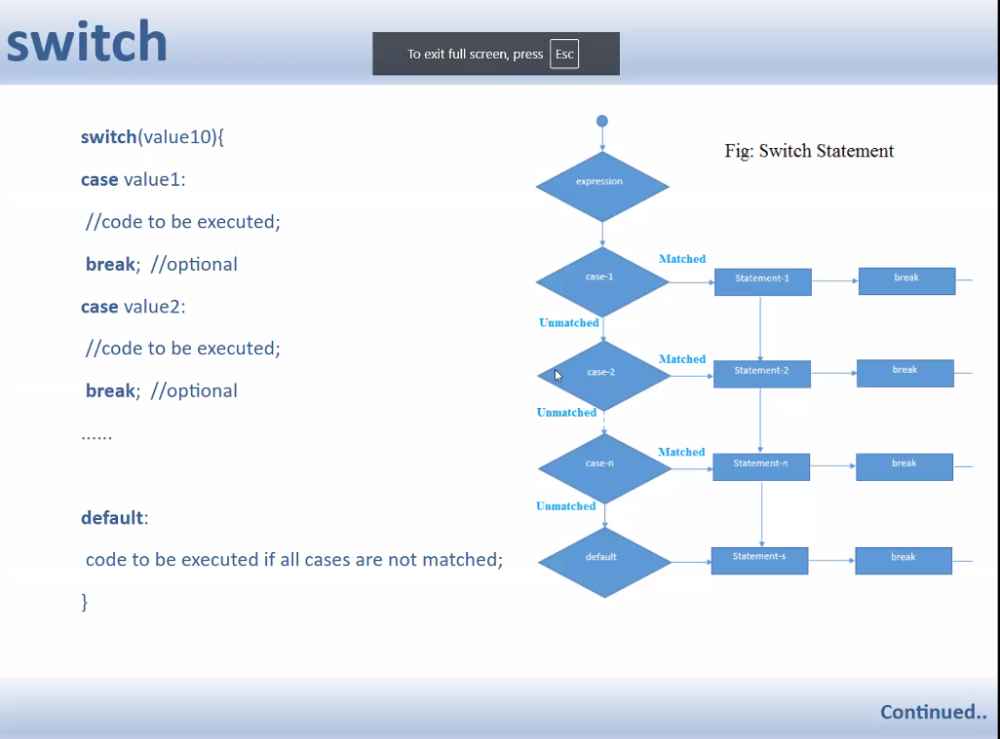 switch
To exit full screen, press Esc
switch(value10){
case value1:
//code to be executed;
break; //optional
case value2:
//code to be executed;
break; //optional
......
default:
code to be executed if all cases are not matched;
}
Fig: Switch Statement
expression
case-1
Matched
Statement-1
break
Unmatched
case-2
Matched
Statement-2
break
Unmatched
case-n
Matched
Statement-n
break
Unmatched
default
Statement-s
break
Continued..